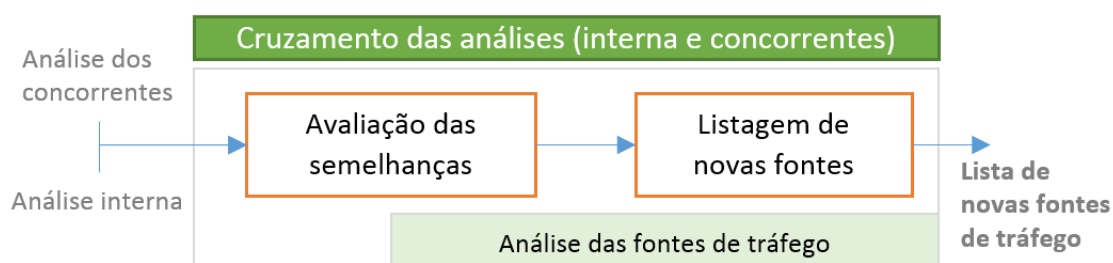 Cruzamento das análises (interna e concorrentes)
Análise dos
concorrentes
Análise interna
Avaliação das
semelhanças
Listagem de
novas fontes
Lista de
novas fontes
de tráfego
Análise das fontes de tráfego